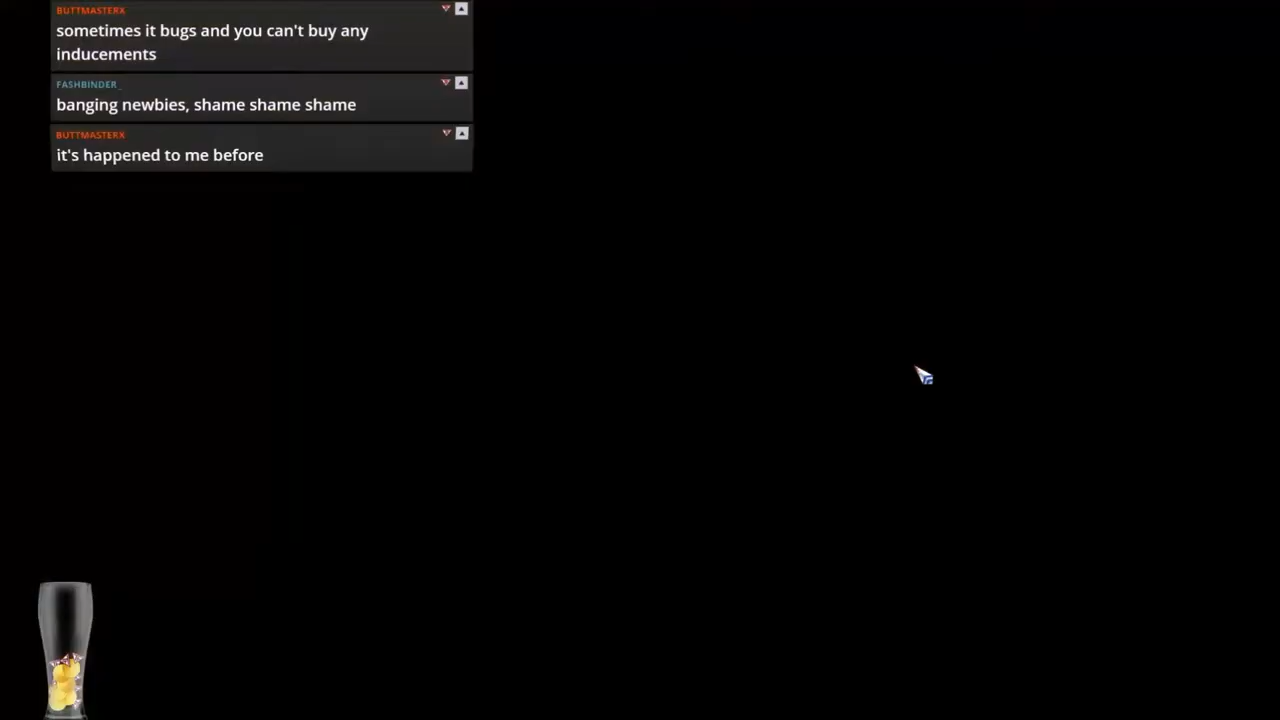 BUTTMASTERX
sometimes it bugs and you can't buy any
inducements
FASHBINDER_
banging newbies, shame shame shame
BUTTMASTERX
it's happened to me before